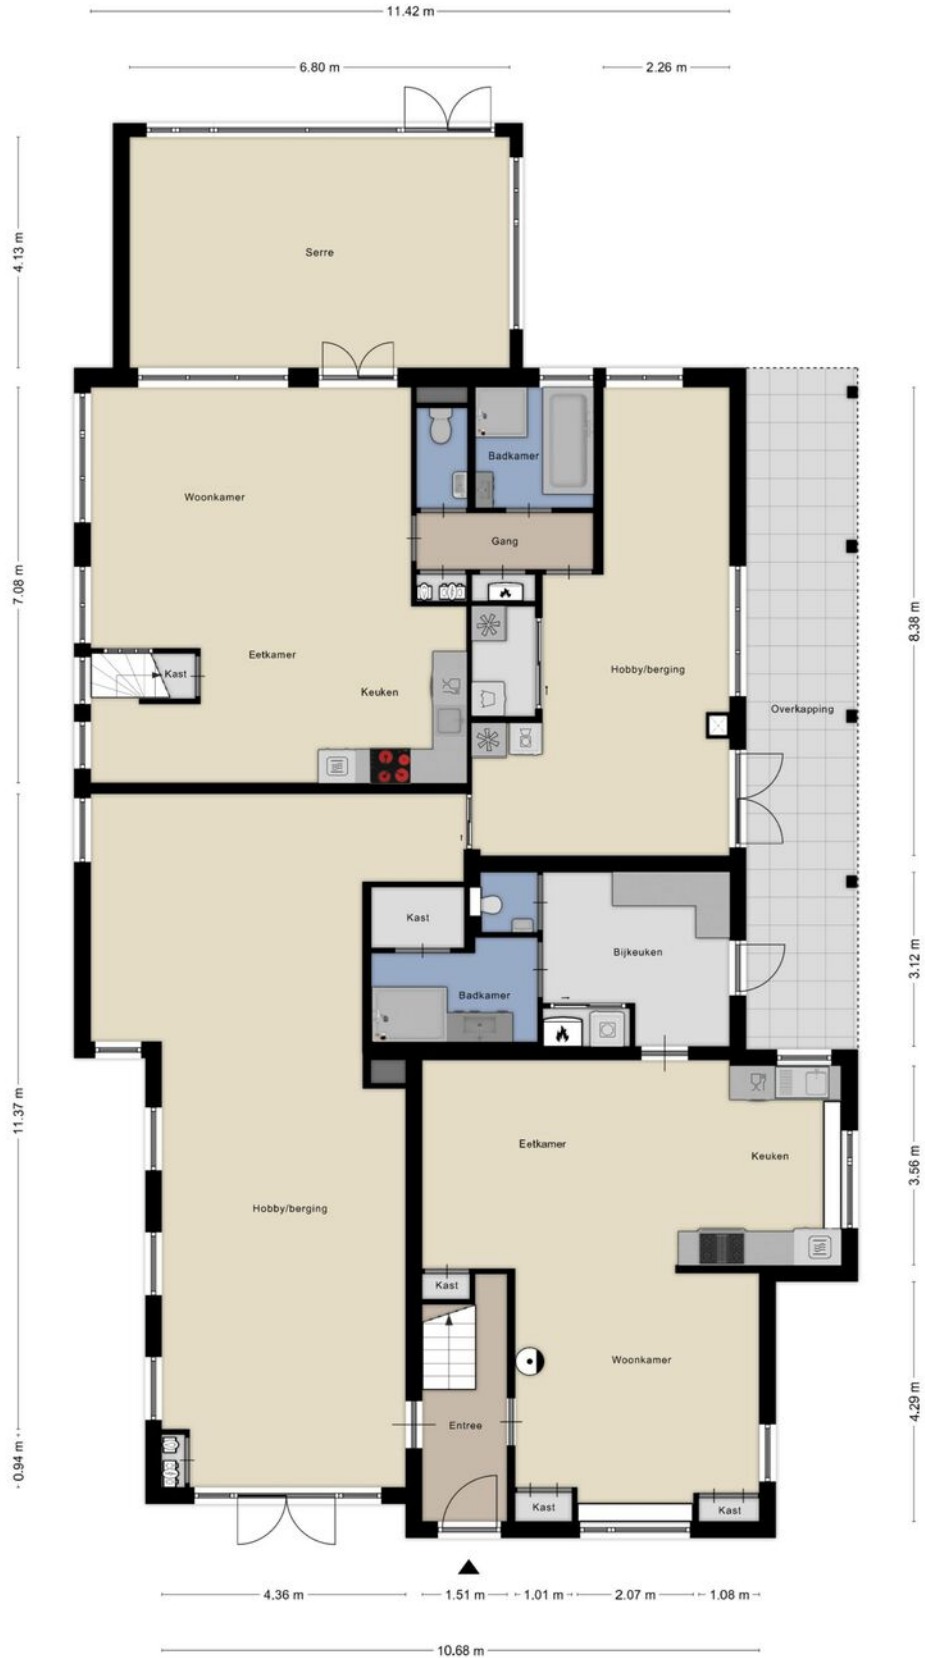 11.42 m
6.80 m
2.26 m
4.13 m
Serre
7.08 m
8.38 m
Woonkamer
Badkamer
Gang
Eetkamer
Kast
Keuken
Hobby/berging
Overkapping
Kast
Badkamer
Bijkeuken
3.12 m
11.37 m
Eetkamer
Keuken
3.56 m
Hobby/berging
Kast
Woonkamer
4.29 m
Entree
0.94 m
Kast
Kast
4.36 m
1.51 m
1.01 m
2.07 m
1.08 m
10.68 m